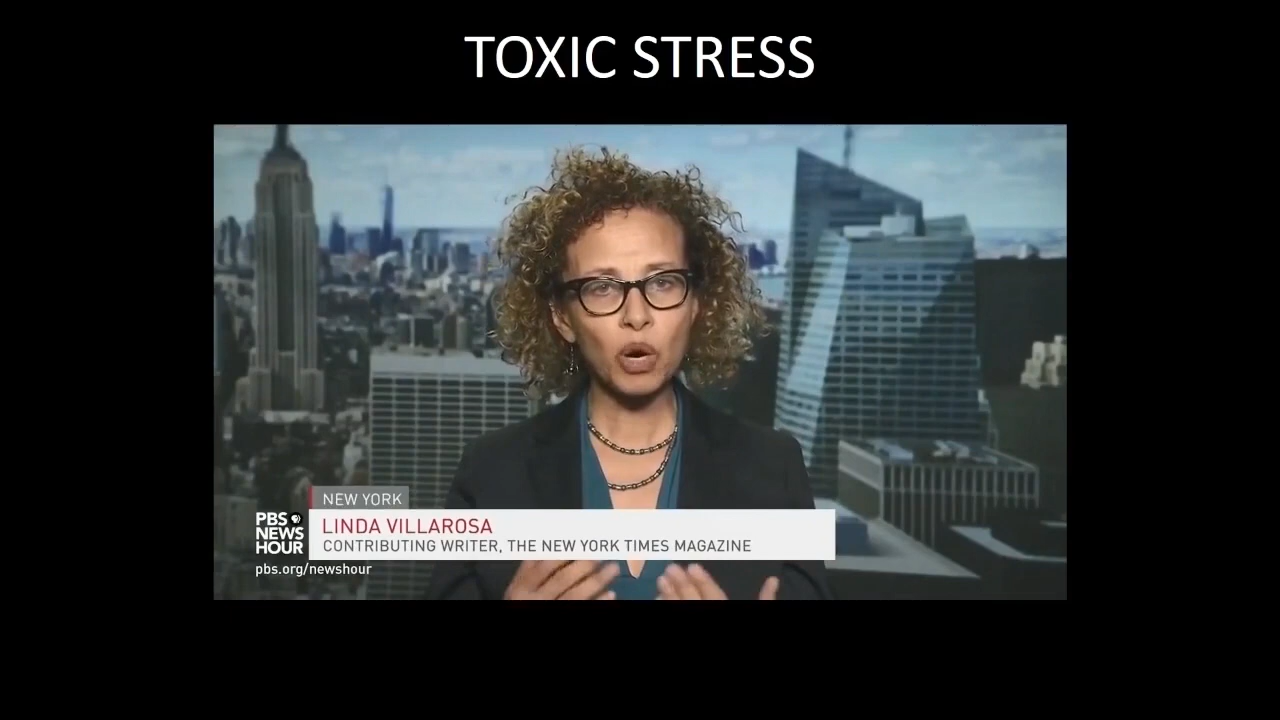 TOXIC STRESS
NEW YORK
LINDA VILLAROSA
CONTRIBUTING WRITER, THE NEW YORK TIMES MAGAZINE
PBS
NEWS
HOUR
pbs.org/newshour